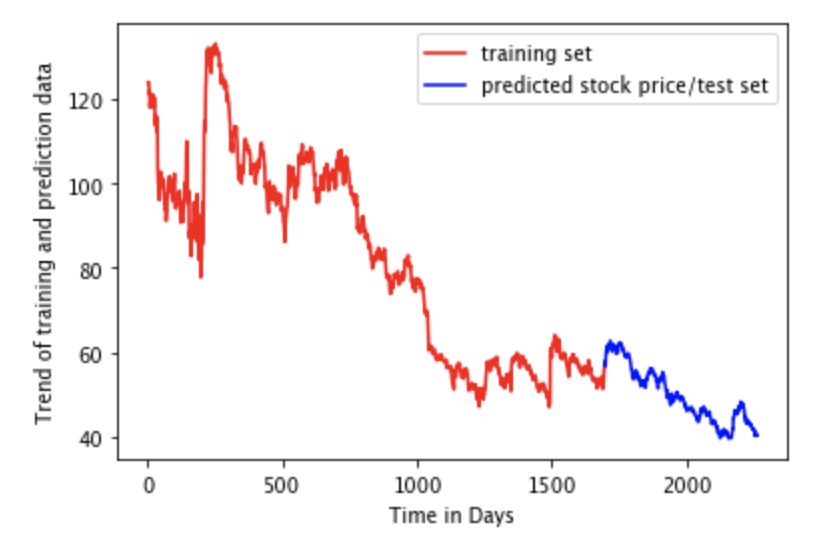 training set
predicted stock price/test set
Trend of training and prediction data
120
100
80
60
40
0 500 1000 1500 2000
Time in Days